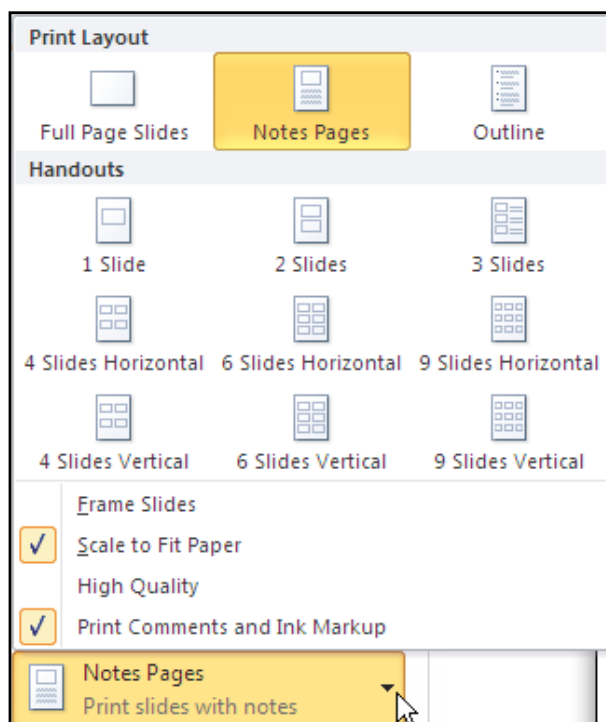 Print Layout
Full Page Slides Notes Pages Outline
Handouts
1 Slide 2 Slides 3 Slides
4 Slides Horizontal 6 Slides Horizontal 9 Slides Horizontal
4 Slides Vertical 6 Slides Vertical 9 Slides Vertical
Frame Slides
Scale to Fit Paper
High Quality
Print Comments and Ink Markup
Notes Pages
Print slides with notes